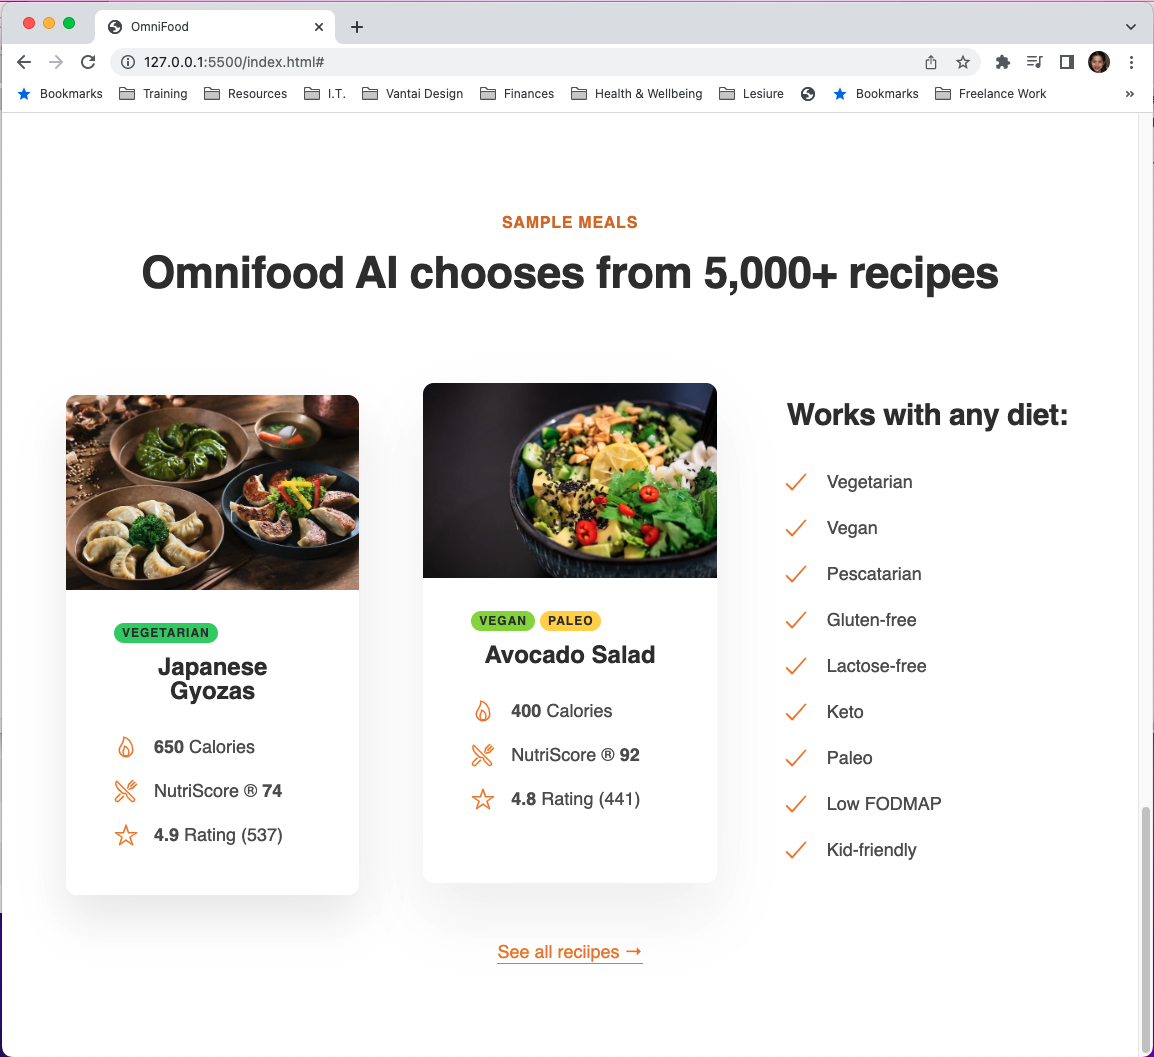 OmniFood
127.0.0.1:5500/index.html#
Bookmarks Training Resources I.T. Vantai Design Finances Health & Wellbeing Lesiure Bookmarks Freelance Work »
SAMPLE MEALS
Omnifood AI chooses from 5,000+ recipes
VEGETARIAN
Japanese
Gyozas
650 Calories
NutriScore ® 74
4.9 Rating (537)
VEGAN PALEO
Avocado Salad
400 Calories
NutriScore ® 92
4.8 Rating (441)
Works with any diet:
Vegetarian
Vegan
Pescatarian
Gluten-free
Lactose-free
Keto
Paleo
Low FODMAP
Kid-friendly
See all reciipes →